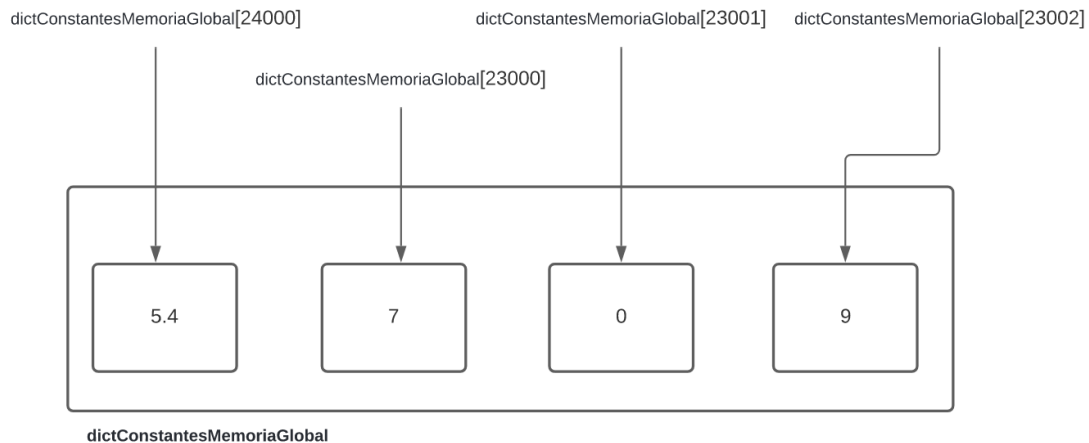 dictConstantesMemoriaGlobal[24000]
dictConstantesMemoriaGlobal[23001]
dictConstantesMemoriaGlobal[23002]
dictConstantesMemoriaGlobal[23000]
5.4
7
0
9
dictConstantesMemoriaGlobal